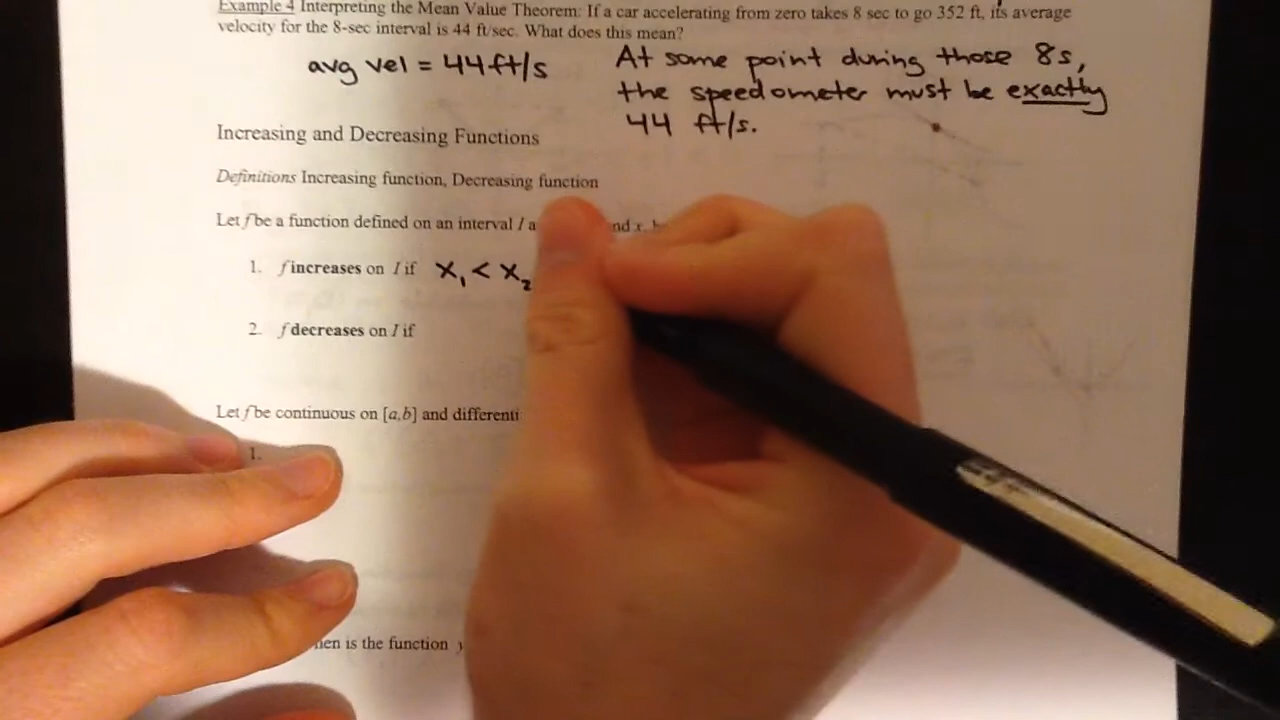 Example 4 Interpreting the Mean Value Theorem: If a car accelerating from zero takes 8 sec to go 352 ft, its average
velocity for the 8-sec interval is 44 ft/sec. What does this mean?
avg vel = 44 ft/s
At some point during those 8s,
the speedometer must be exactly
44 ft/s.
Increasing and Decreasing Functions
Definitions Increasing function, Decreasing function
Let f be a function defined on an interval I
1. f increases on I if x₁ < x₂
2. f decreases on I if
Let f be continuous on [a,b] and
1.
is the function y